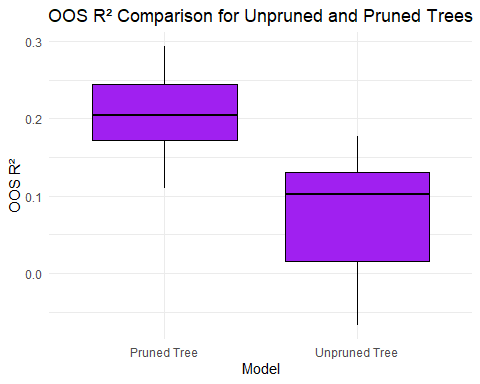 OOS R² Comparison for Unpruned and Pruned Trees
OOS R²
0.3
0.2
0.1
0.0
Pruned Tree
Unpruned Tree
Model